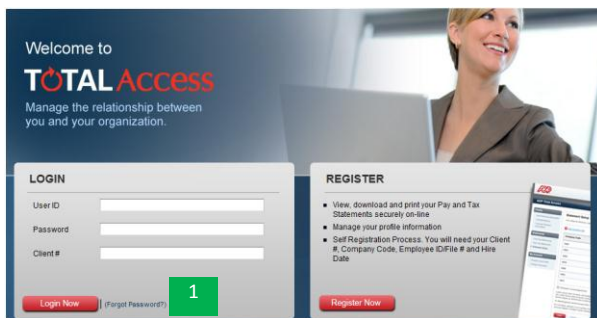 Welcome to
TOTAL Access
Manage the relationship between
you and your organization.
LOGIN
User ID
Password
Client #
Login Now
(Forgot Password?)
1
REGISTER
View, download and print your Pay and Tax
Statements securely on-line
Manage your profile information
Self Registration Process. You will need your Client
#, Company Code, Employee ID/File # and Hire
Date
Register Now
ADP